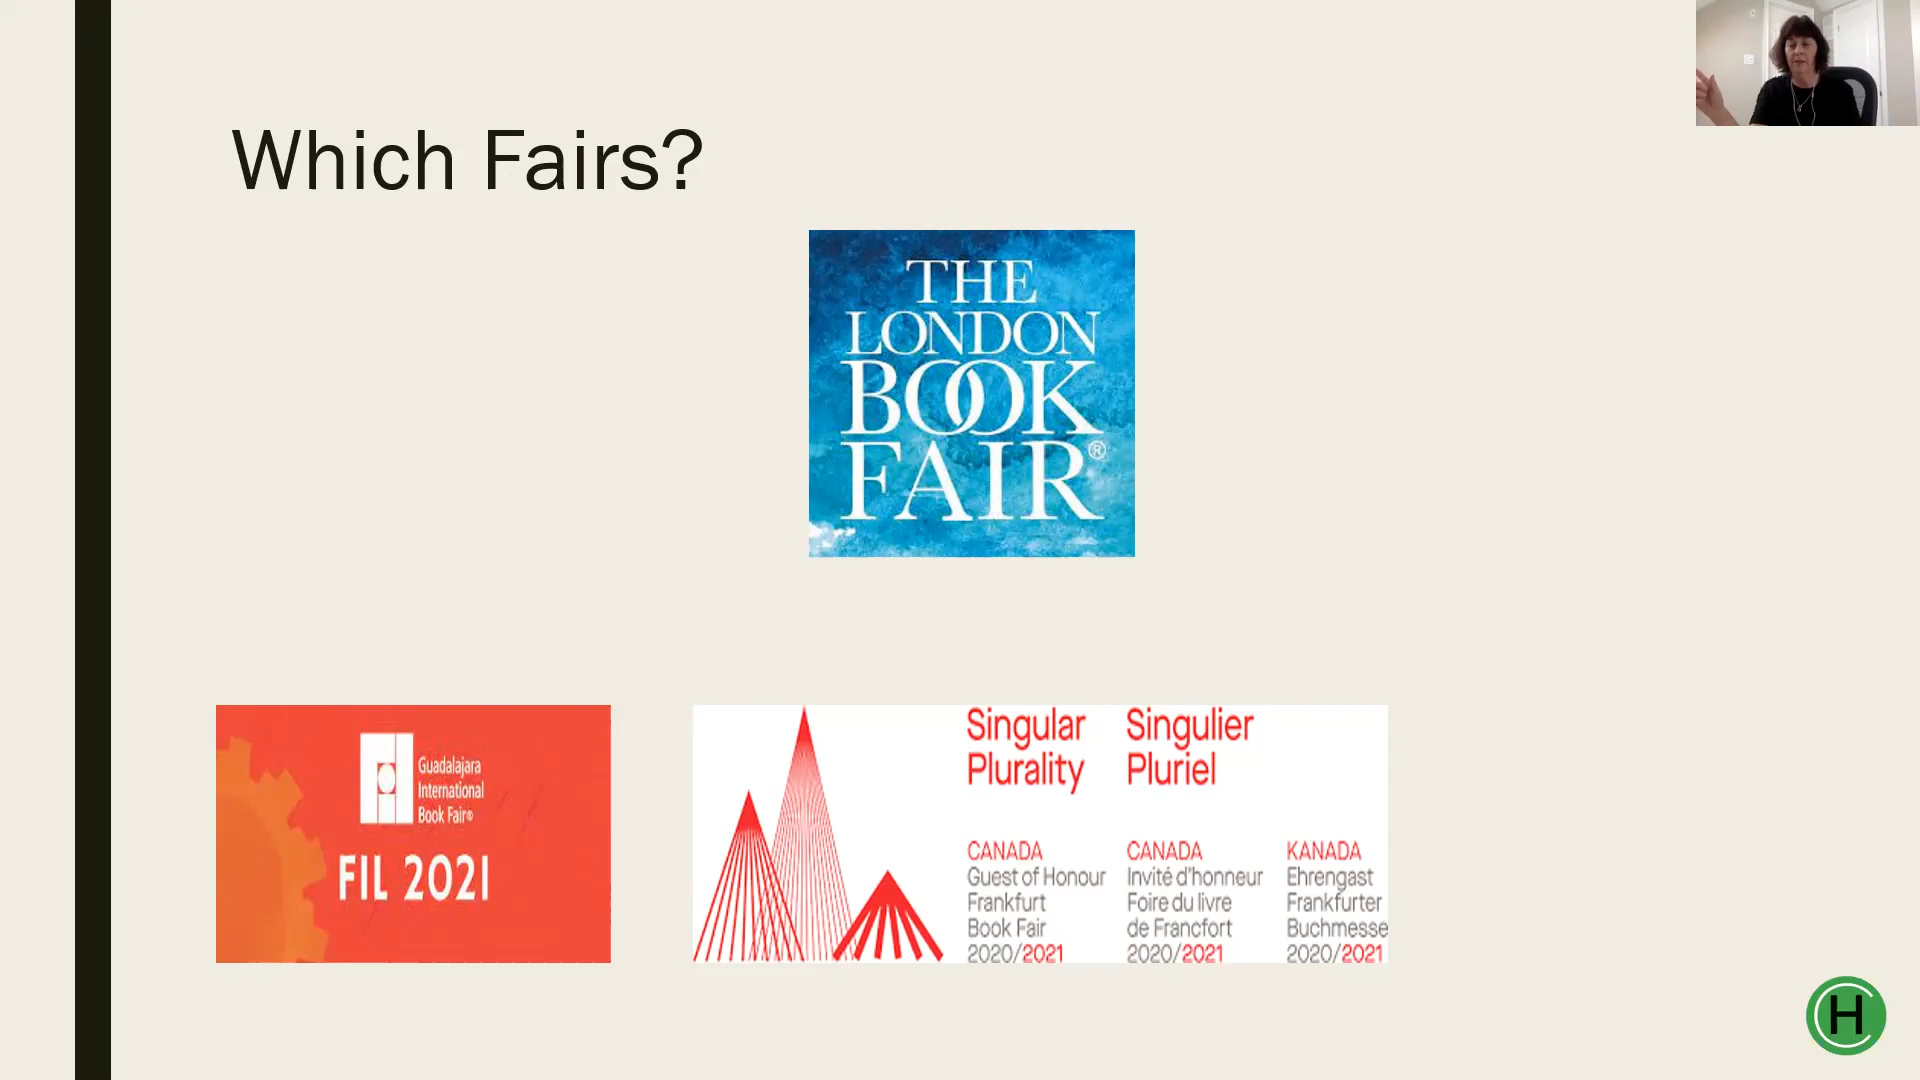 Which Fairs?
THE
LONDON
BOOK
FAIR®
Guadalajara
International
Book Fair®
FIL 2021
Singular
Plurality
CANADA
Guest of Honour
Frankfurt
Book Fair
2020/2021
Singulier
Pluriel
CANADA
Invité d'honneur
Foire du livre
de Francfort
2020/2021
KANADA
Ehrengast
Frankfurter
Buchmesse
2020/2021
CH